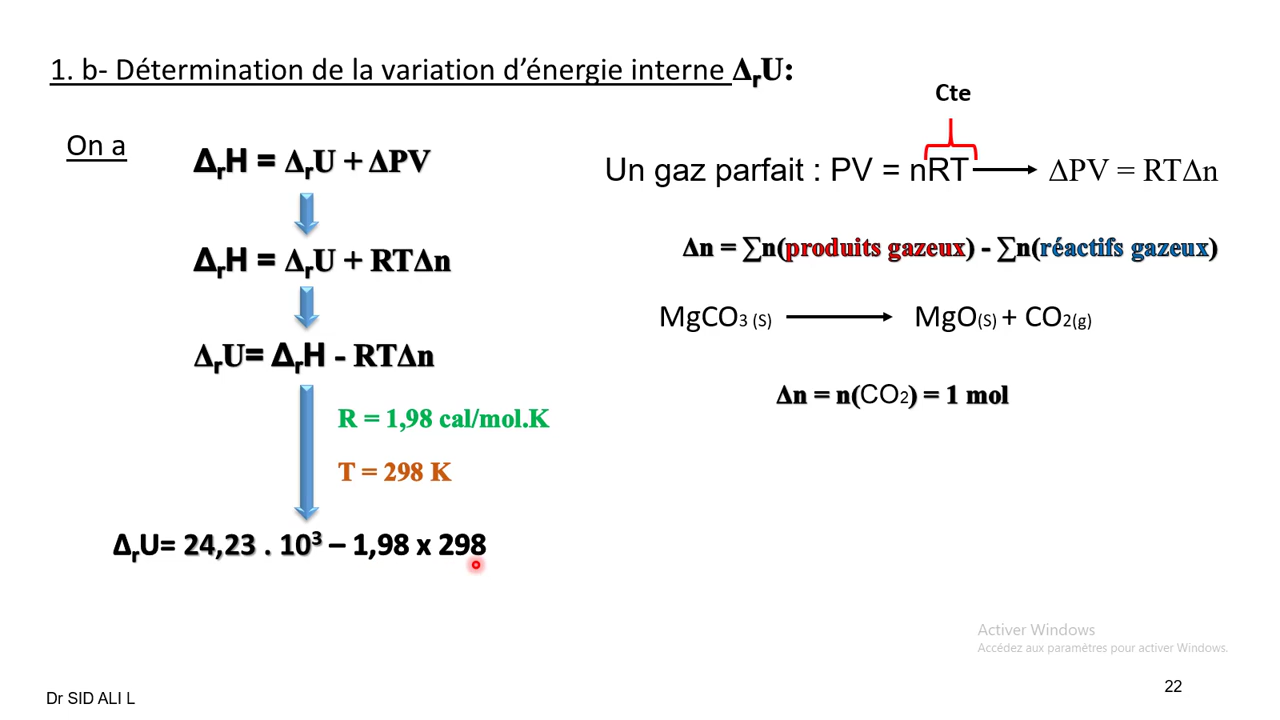 1. b- Détermination de la variation d’énergie interne ΔrU:
On a
ΔrH = ΔrU + ΔPV
ΔrH = ΔrU + RTΔn
ΔrU= ΔrH - RTΔn
R = 1,98 cal/mol.K
T = 298 K
ΔrU= 24,23 . 10³ – 1,98 x 298
Cte
Un gaz parfait : PV = nRT ⟶ ΔPV = RTΔn
Δn = ∑n(produits gazeux) - ∑n(réactifs gazeux)
MgCO3 (S) ⟶ MgO(S) + CO2(g)
Δn = n(CO2) = 1 mol
Activer Windows
Accédez aux paramètres pour activer Windows.
Dr SID ALI L
22